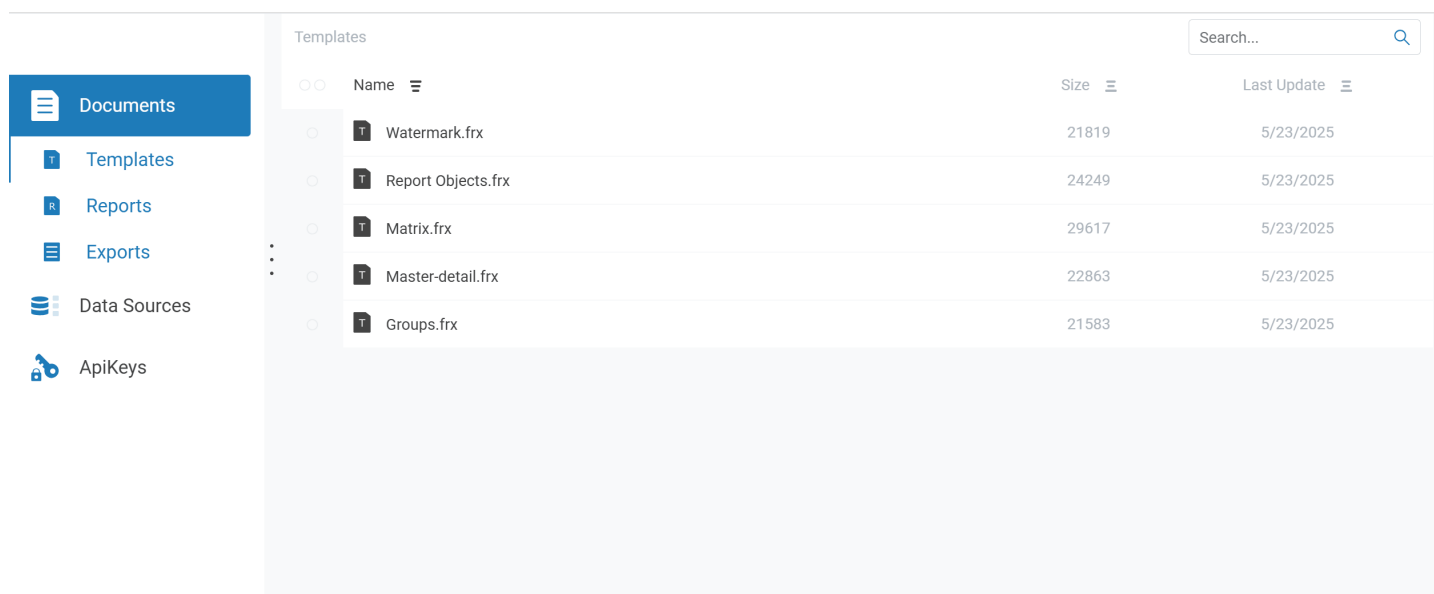 Templates
Search...
Documents
Templates
Reports
Exports
Data Sources
ApiKeys
Name Size Last Update
T Watermark.frx 21819 5/23/2025
T Report Objects.frx 24249 5/23/2025
T Matrix.frx 29617 5/23/2025
T Master-detail.frx 22863 5/23/2025
T Groups.frx 21583 5/23/2025